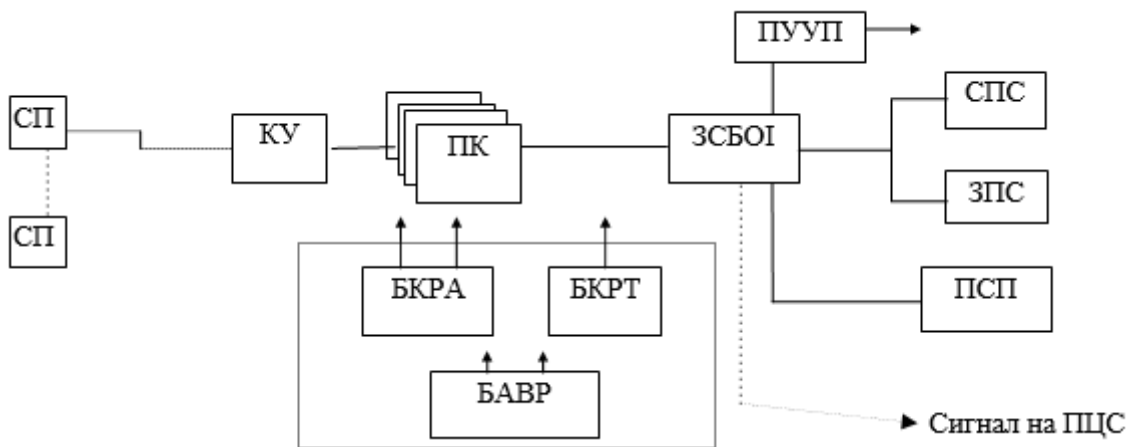 ПУУП
СП
КУ
ПК
ЗСБОІ
СПС
ЗПС
СП
БКРА
БКРТ
ПСП
БАВР
Сигнал на ПЦС